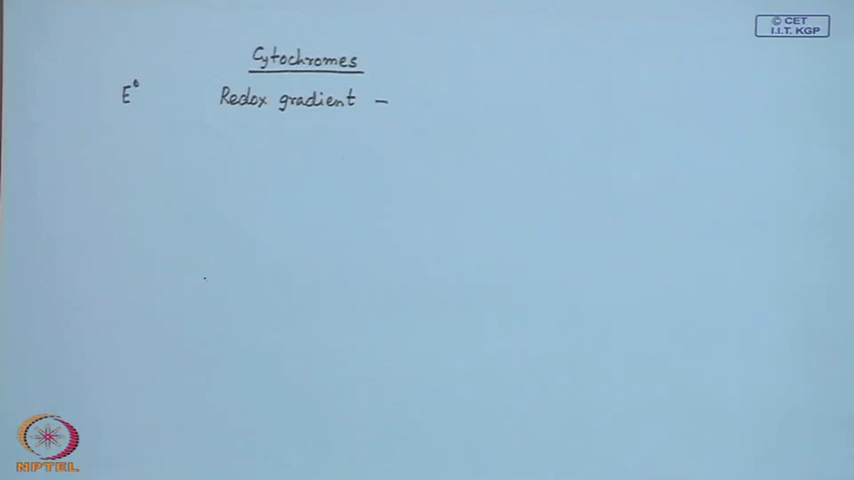 © CET
I.I.T. KGP
Cytochromes
E° Redox gradient –
NPTEL